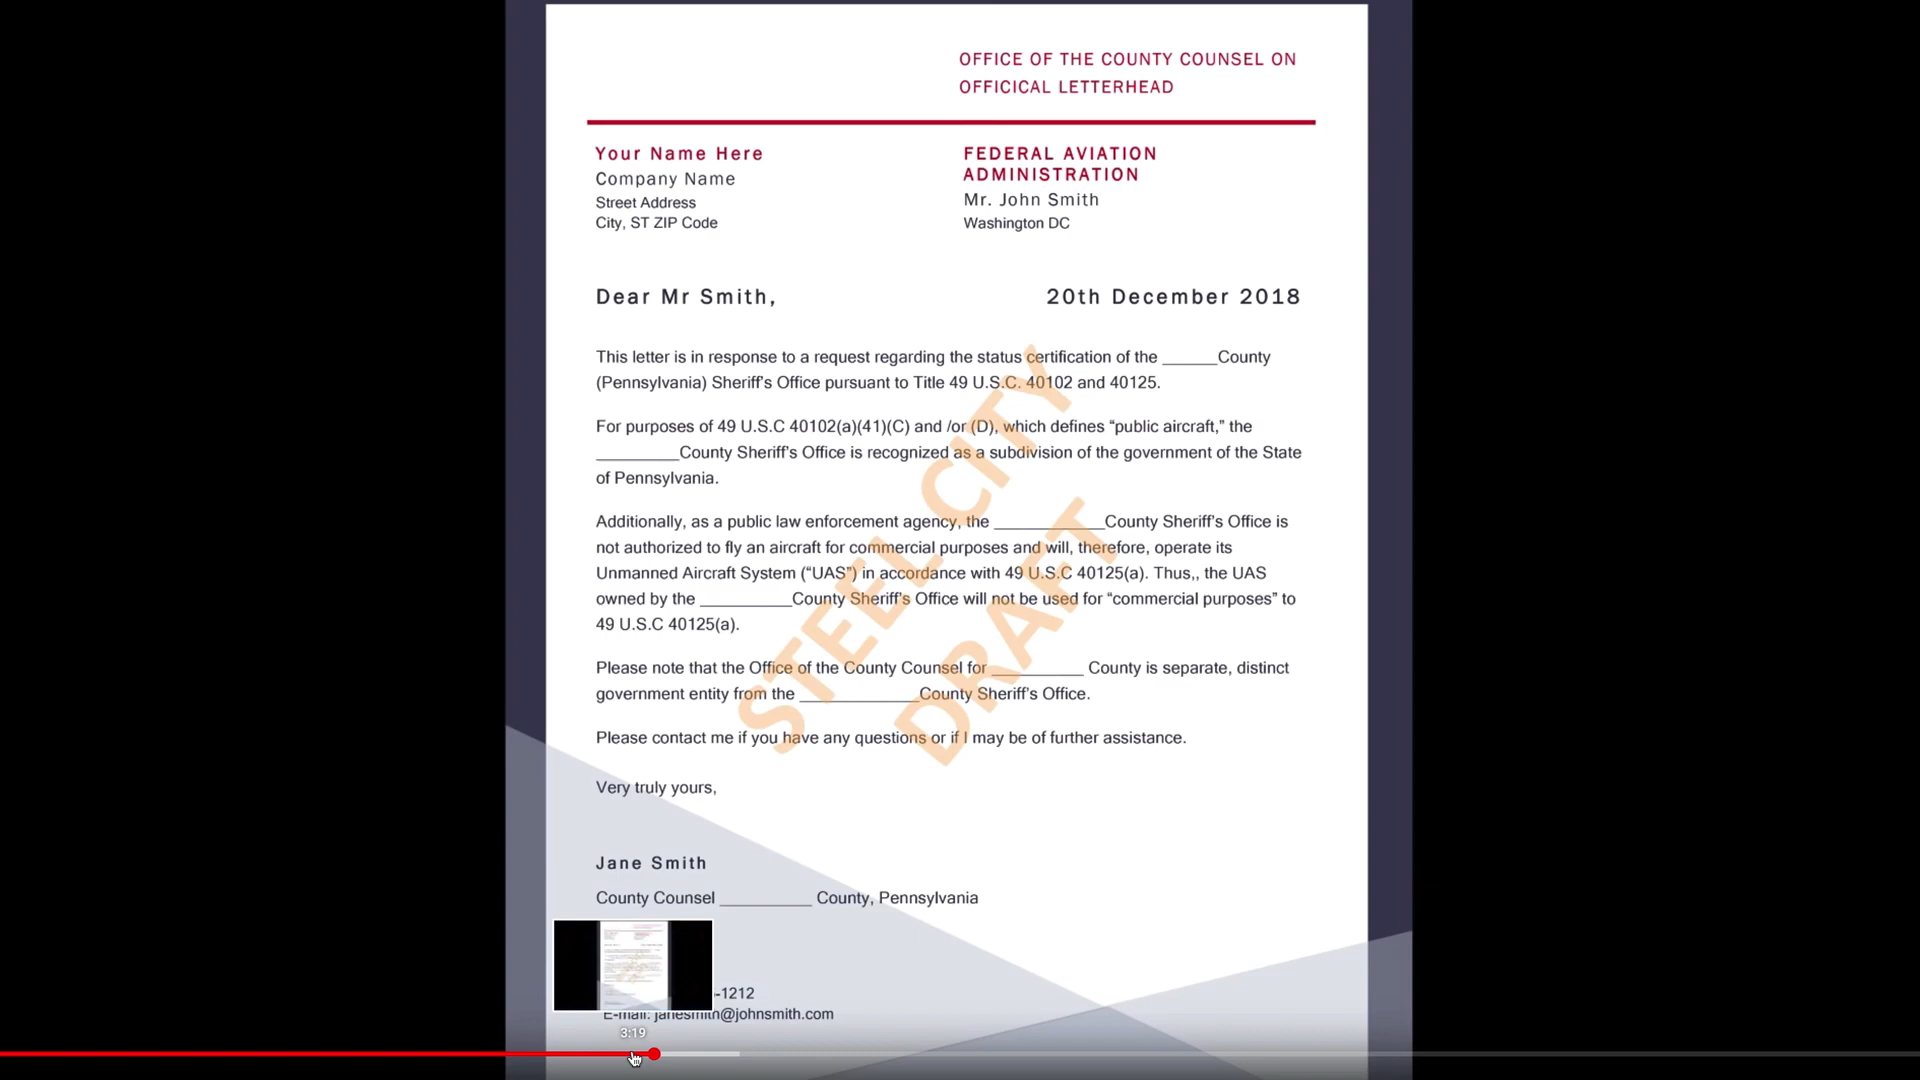 OFFICE OF THE COUNTY COUNSEL ON
OFFICICAL LETTERHEAD
Your Name Here
Company Name
Street Address
City, ST ZIP Code
FEDERAL AVIATION
ADMINISTRATION
Mr. John Smith
Washington DC
Dear Mr Smith,
20th December 2018
This letter is in response to a request regarding the status certification of the ______County
(Pennsylvania) Sheriff's Office pursuant to Title 49 U.S.C. 40102 and 40125.
For purposes of 49 U.S.C 40102(a)(41)(C) and /or (D), which defines “public aircraft,” the
_________County Sheriff's Office is recognized as a subdivision of the government of the State
of Pennsylvania.
Additionally, as a public law enforcement agency, the ____________County Sheriff's Office is
not authorized to fly an aircraft for commercial purposes and will, therefore, operate its
Unmanned Aircraft System (“UAS”) in accordance with 49 U.S.C 40125(a). Thus,, the UAS
owned by the __________County Sheriff's Office will not be used for “commercial purposes” to
49 U.S.C 40125(a).
Please note that the Office of the County Counsel for __________ County is separate, distinct
government entity from the _____________County Sheriff's Office.
Please contact me if you have any questions or if I may be of further assistance.
Very truly yours,
Jane Smith
County Counsel __________ County, Pennsylvania
-1212
E-mail: janesmith@johnsmith.com
STEEL CITY
DRAFT
3:19